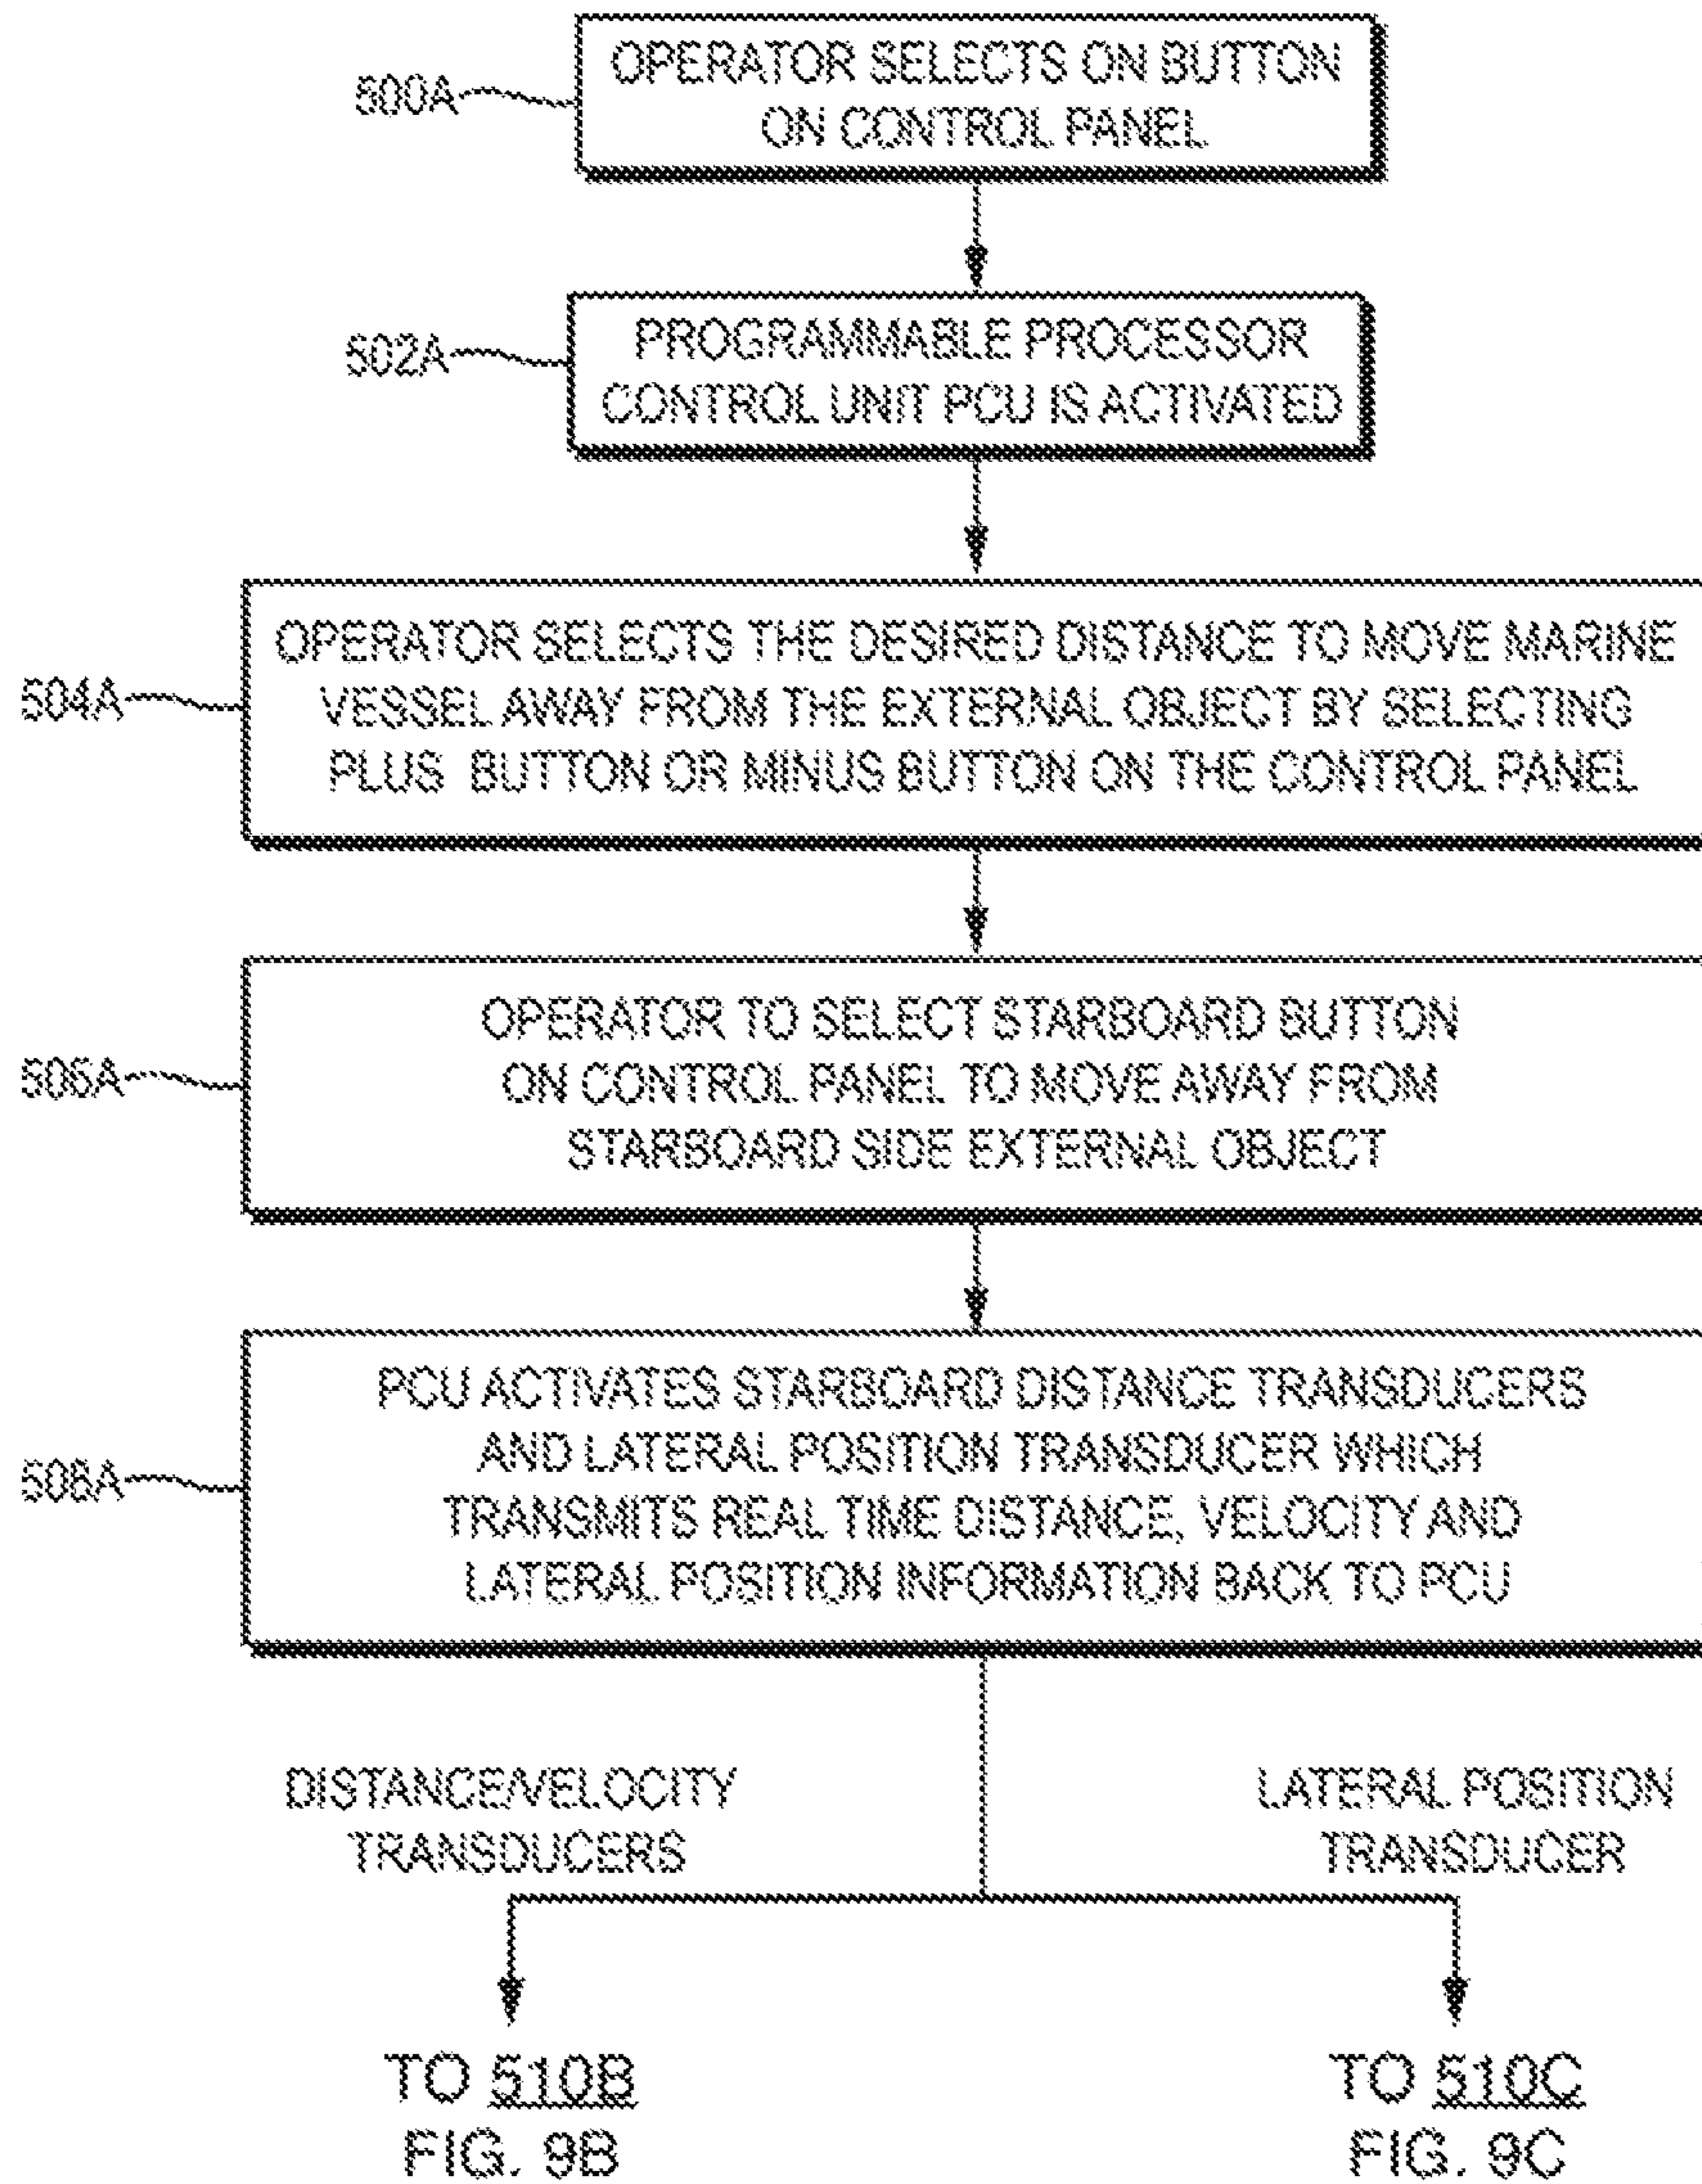 500A
OPERATOR SELECTS ON BUTTON
ON CONTROL PANEL
502A
PROGRAMMABLE PROCESSOR
CONTROL UNIT PCU IS ACTIVATED
504A
OPERATOR SELECTS THE DESIRED DISTANCE TO MOVE MARINE
VESSEL AWAY FROM THE EXTERNAL OBJECT BY SELECTING
PLUS BUTTON OR MINUS BUTTON ON THE CONTROL PANEL
506A
OPERATOR TO SELECT STARBOARD BUTTON
ON CONTROL PANEL TO MOVE AWAY FROM
STARBOARD SIDE EXTERNAL OBJECT
508A
PCU ACTIVATES STARBOARD DISTANCE TRANSDUCERS
AND LATERAL POSITION TRANSDUCER WHICH
TRANSMITS REAL TIME DISTANCE, VELOCITY AND
LATERAL POSITION INFORMATION BACK TO PCU
DISTANCE/VELOCITY
TRANSDUCERS
LATERAL POSITION
TRANSDUCER
TO 510B
FIG. 9B
TO 510C
FIG. 9C